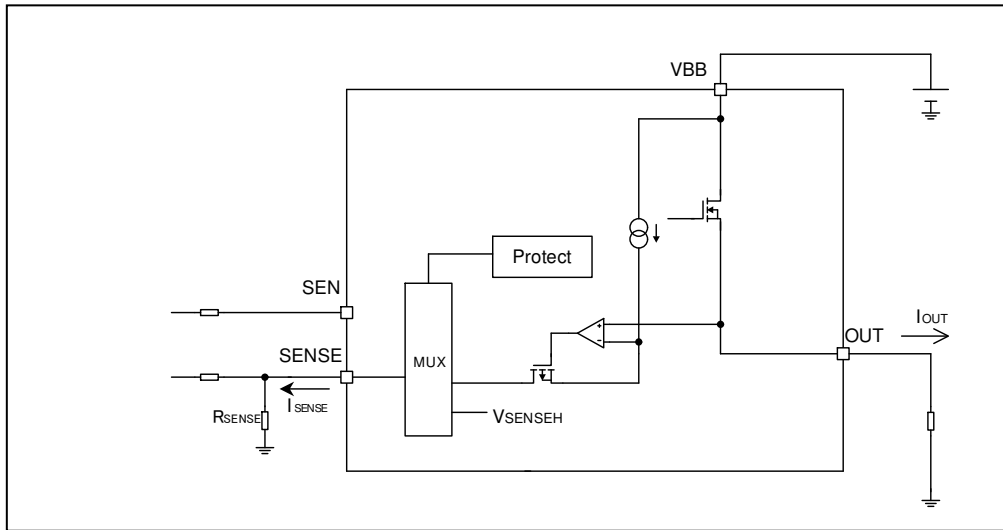 VBB
Protect
SEN
+
-
IOUT
OUT
SENSE
MUX
ISENSE
RSENSE
VSENSEH